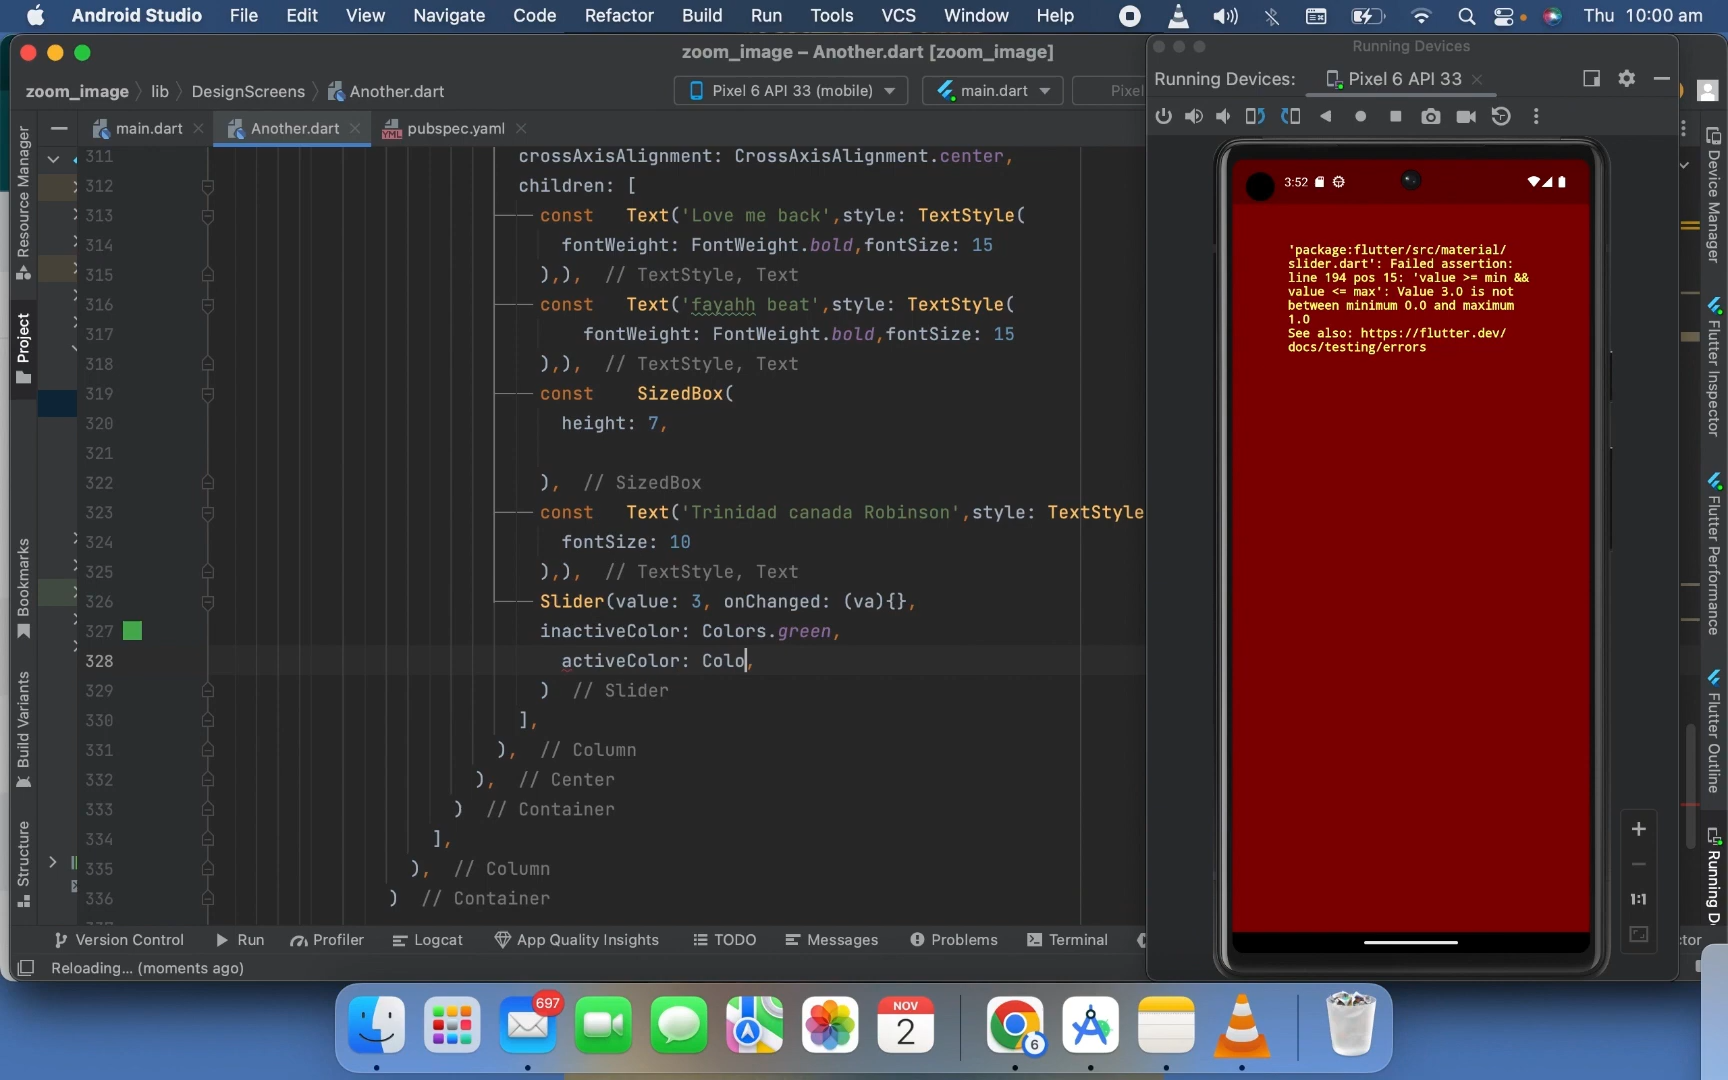 Android Studio File Edit View Navigate Code Refactor Build Run Tools VCS Window Help Thu 10:00 am
zoom_image – Another.dart [zoom_image]
Running Devices
zoom_image lib DesignScreens Another.dart Pixel 6 API 33 (mobile) main.dart Pixel
Running Devices: Pixel 6 API 33
main.dart Another.dart pubspec.yaml
311 crossAxisAlignment: CrossAxisAlignment.center,
312 children: [
313 const Text('Love me back',style: TextStyle(
314 fontWeight: FontWeight.bold,fontSize: 15
315 ),), // TextStyle, Text
316 const Text('fayahh beat',style: TextStyle(
317 fontWeight: FontWeight.bold,fontSize: 15
318 ),), // TextStyle, Text
319 const SizedBox(
320 height: 7,
321
322 ), // SizedBox
323 const Text('Trinidad canada Robinson',style: TextStyle
324 fontSize: 10
325 ),), // TextStyle, Text
326 Slider(value: 3, onChanged: (va){},
327 inactiveColor: Colors.green,
328 activeColor: Colo,
329 ) // Slider
330 ],
331 ), // Column
332 ), // Center
333 ) // Container
334 ],
335 ), // Column
336 ) // Container
Resource Manager
Project
Bookmarks
Build Variants
Structure
3:52
'package:flutter/src/material/
slider.dart': Failed assertion:
line 194 pos 15: 'value >= min &&
value <= max': Value 3.0 is not
between minimum 0.0 and maximum
1.0
See also: https://flutter.dev/
docs/testing/errors
1:1
Device Manager
Flutter Inspector
Flutter Performance
Flutter Outline
Running D
Version Control Run Profiler Logcat App Quality Insights TODO Messages Problems Terminal
tor
Reloading... (moments ago)
697
NOV
2
6